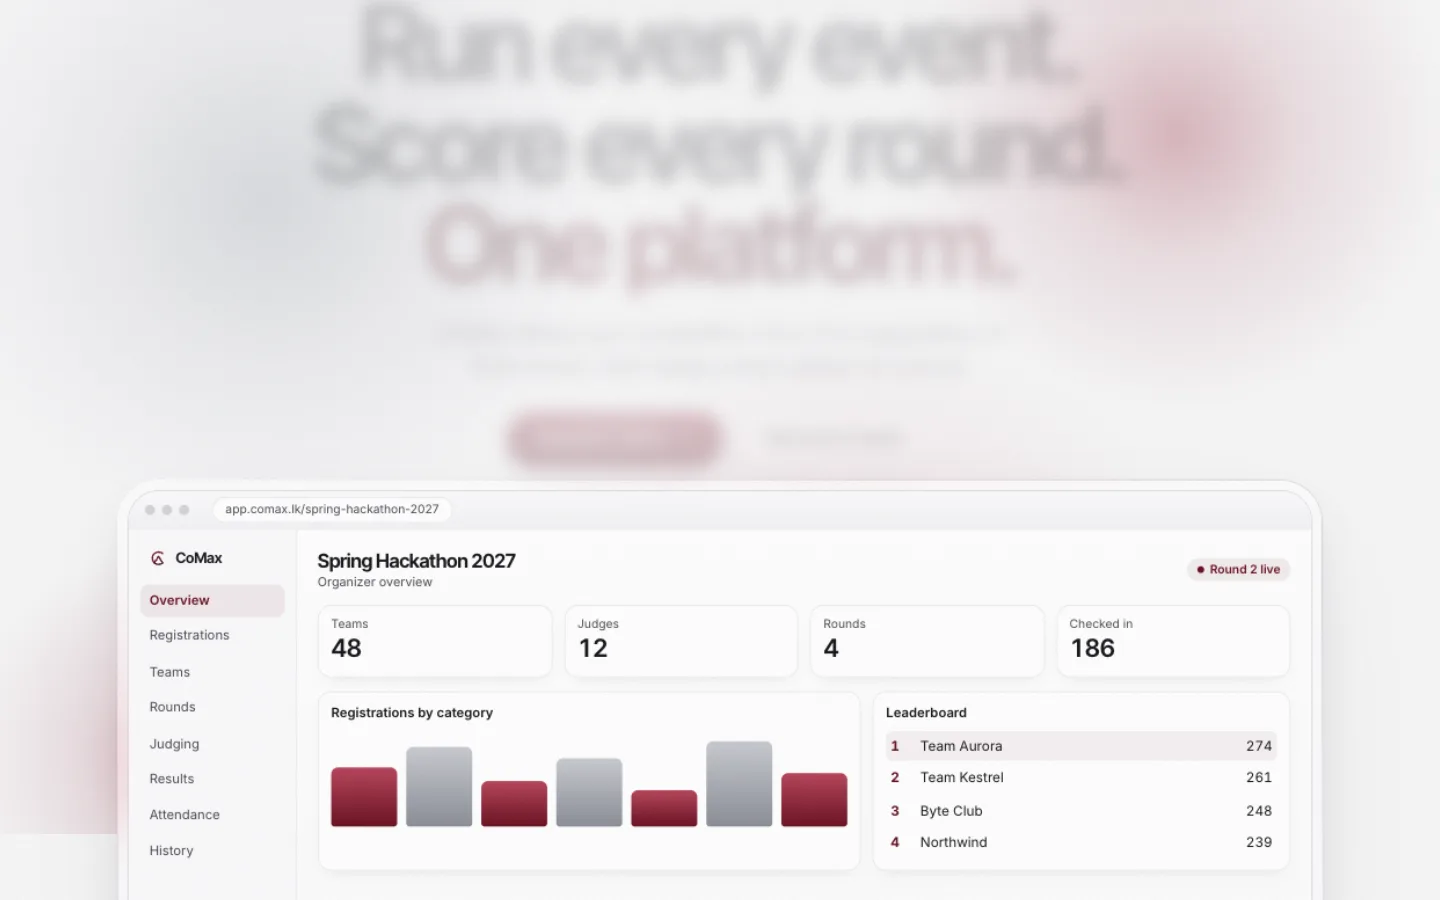 Run every event.
Score every round.
One platform.
app.comax.lk/spring-hackathon-2027
CoMax
Overview
Registrations
Teams
Rounds
Judging
Results
Attendance
History
Spring Hackathon 2027
Organizer overview
Round 2 live
Teams
48
Judges
12
Rounds
4
Checked in
186
Registrations by category
Leaderboard
1 Team Aurora 274
2 Team Kestrel 261
3 Byte Club 248
4 Northwind 239